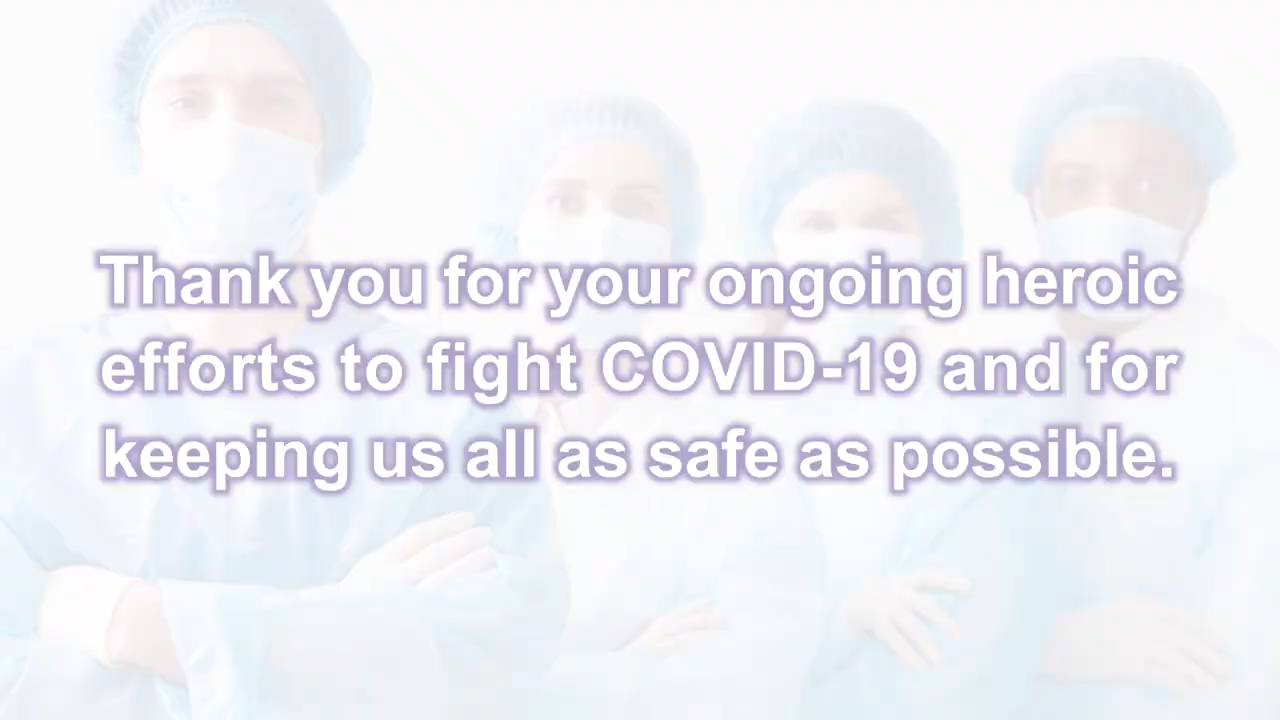 Thank you for your ongoing heroic
efforts to fight COVID-19 and for
keeping us all as safe as possible.